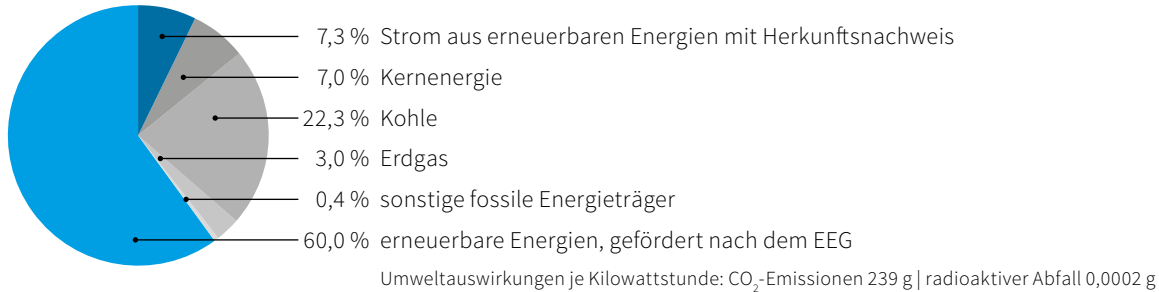 7,3 % Strom aus erneuerbaren Energien mit Herkunftsnachweis
7,0 % Kernenergie
22,3 % Kohle
3,0 % Erdgas
0,4 % sonstige fossile Energieträger
60,0 % erneuerbare Energien, gefördert nach dem EEG
Umweltauswirkungen je Kilowattstunde: CO₂-Emissionen 239 g | radioaktiver Abfall 0,0002 g